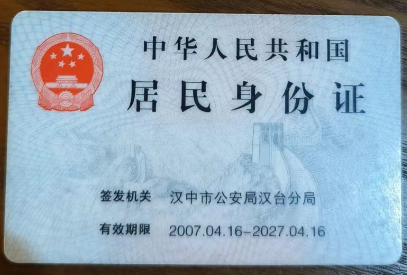 中华人民共和国
居民身份证
签发机关 汉中市公安局汉台分局
有效期限 2007.04.16-2027.04.16